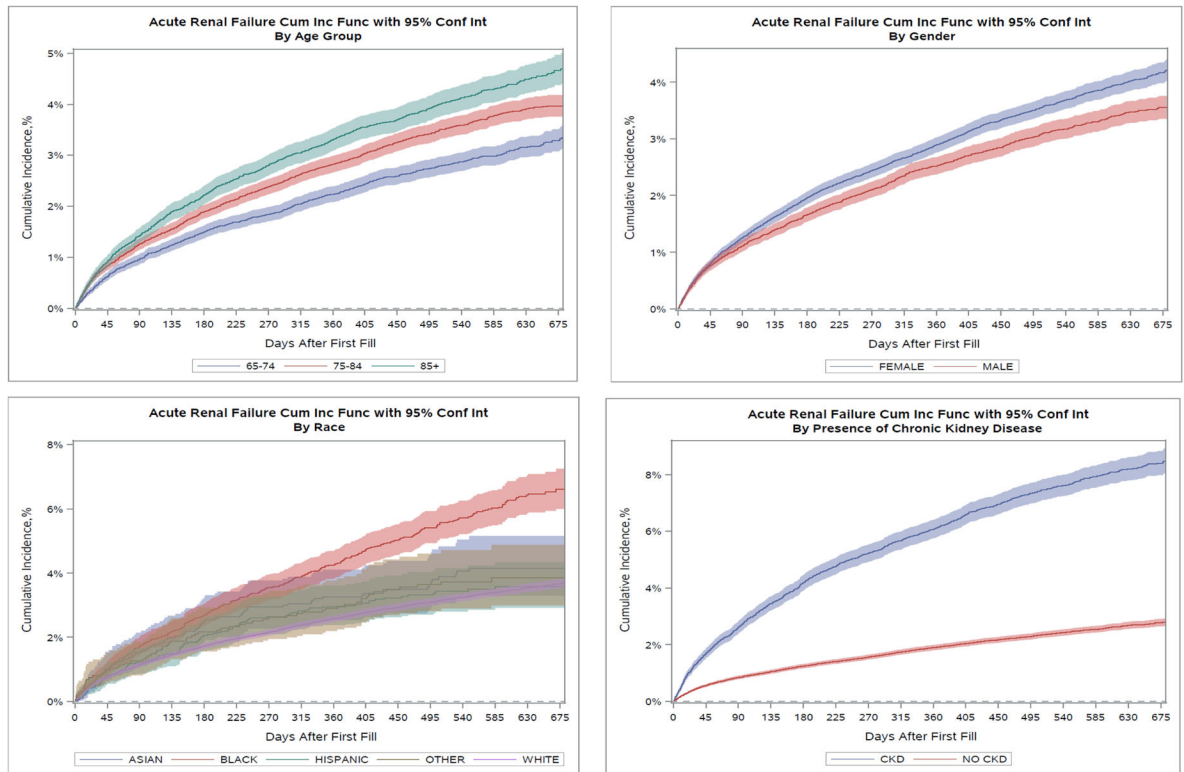 Acute Renal Failure Cum Inc Func with 95% Conf Int
By Age Group
5%
4%
3%
2%
1%
0%
Cumulative Incidence,%
0 45 90 135 180 225 270 315 360 405 450 495 540 585 630 675
Days After First Fill
65-74 75-84 85+
Acute Renal Failure Cum Inc Func with 95% Conf Int
By Gender
4%
3%
2%
1%
0%
Cumulative Incidence,%
0 45 90 135 180 225 270 315 360 405 450 495 540 585 630 675
Days After First Fill
FEMALE MALE
Acute Renal Failure Cum Inc Func with 95% Conf Int
By Race
8%
6%
4%
2%
0%
Cumulative Incidence,%
0 45 90 135 180 225 270 315 360 405 450 495 540 585 630 675
Days After First Fill
ASIAN BLACK HISPANIC OTHER WHITE
Acute Renal Failure Cum Inc Func with 95% Conf Int
By Presence of Chronic Kidney Disease
8%
6%
4%
2%
0%
Cumulative Incidence,%
0 45 90 135 180 225 270 315 360 405 450 495 540 585 630 675
Days After First Fill
CKD NO CKD